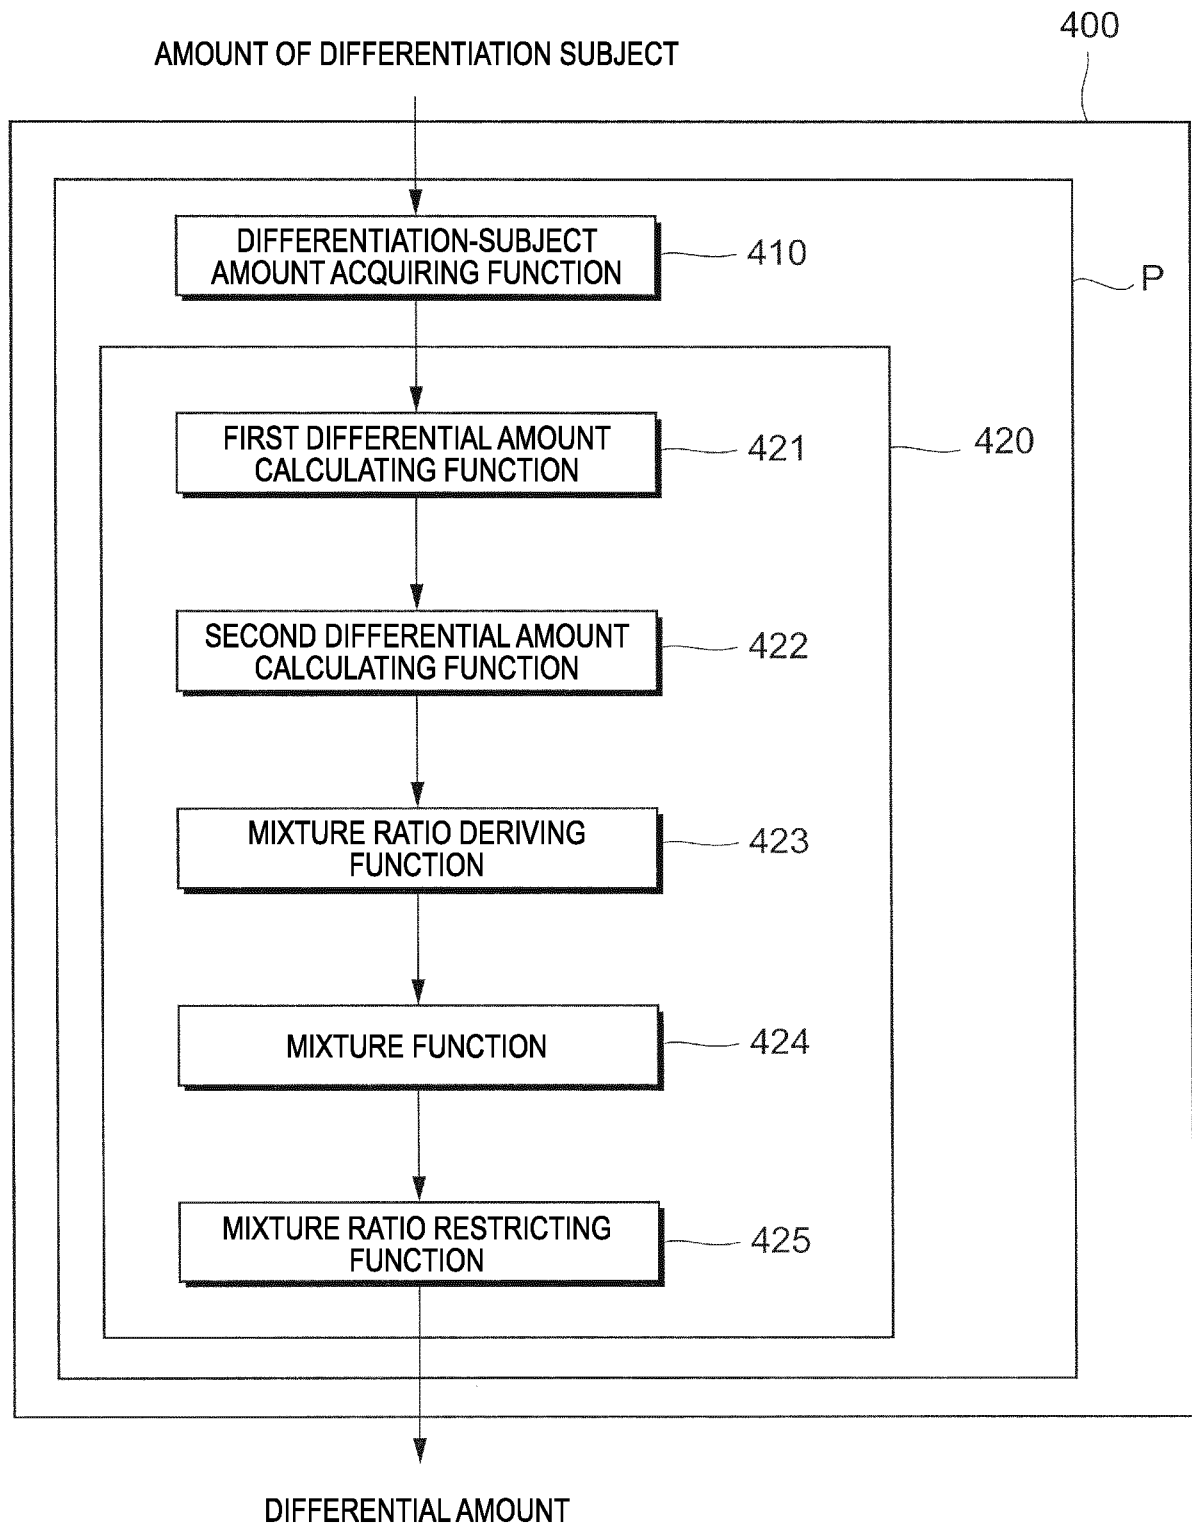 400
AMOUNT OF DIFFERENTIATION SUBJECT
DIFFERENTIATION-SUBJECT
AMOUNT ACQUIRING FUNCTION
410
P
FIRST DIFFERENTIAL AMOUNT
CALCULATING FUNCTION
421
420
SECOND DIFFERENTIAL AMOUNT
CALCULATING FUNCTION
422
MIXTURE RATIO DERIVING
FUNCTION
423
MIXTURE FUNCTION
424
MIXTURE RATIO RESTRICTING
FUNCTION
425
DIFFERENTIAL AMOUNT